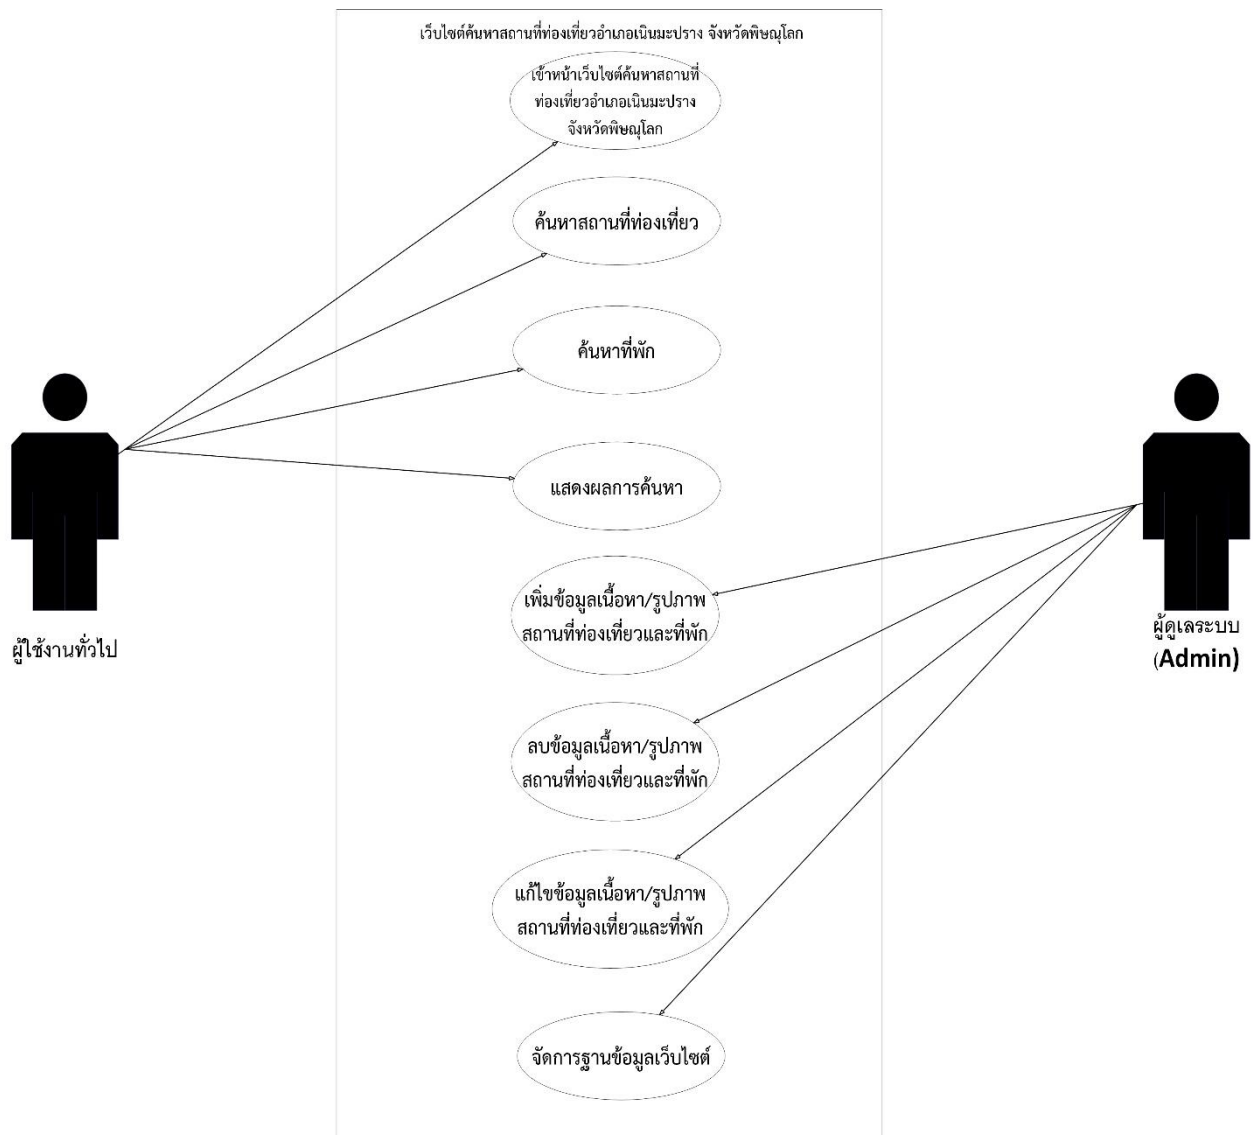 เว็บไซต์ค้นหาสถานที่ท่องเที่ยวอำเภอเนินมะปราง จังหวัดพิษณุโลก
เข้าหน้าเว็บไซต์ค้นหาสถานที่
ท่องเที่ยวอำเภอเนินมะปราง
จังหวัดพิษณุโลก
ค้นหาสถานที่ท่องเที่ยว
ค้นหาที่พัก
แสดงผลการค้นหา
เพิ่มข้อมูลเนื้อหา/รูปภาพ
สถานที่ท่องเที่ยวและที่พัก
ผู้ใช้งานทั่วไป
ผู้ดูเลระบบ
(Admin)
ลบข้อมูลเนื้อหา/รูปภาพ
สถานที่ท่องเที่ยวและที่พัก
แก้ไขข้อมูลเนื้อหา/รูปภาพ
สถานที่ท่องเที่ยวและที่พัก
จัดการฐานข้อมูลเว็บไซต์